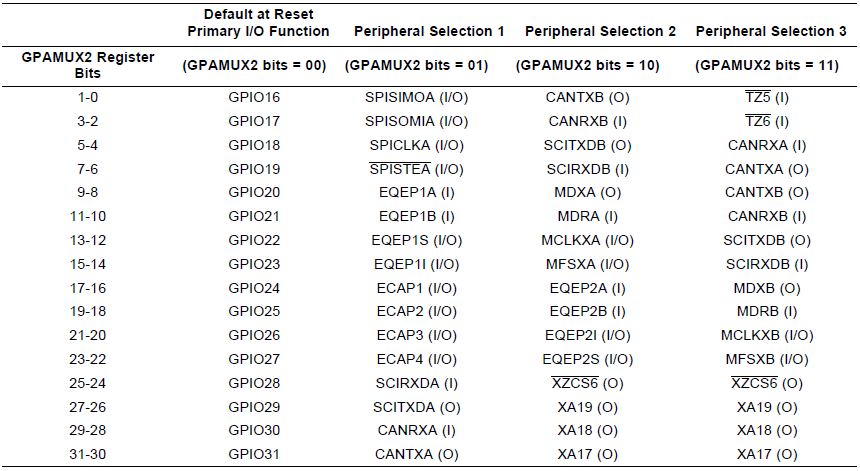 Default at Reset
Primary I/O Function Peripheral Selection 1 Peripheral Selection 2 Peripheral Selection 3
GPAMUX2 Register
Bits (GPAMUX2 bits = 00) (GPAMUX2 bits = 01) (GPAMUX2 bits = 10) (GPAMUX2 bits = 11)
1-0 GPIO16 SPISIMOA (I/O) CANTXB (O) TZ5 (I)
3-2 GPIO17 SPISOMIA (I/O) CANRXB (I) TZ6 (I)
5-4 GPIO18 SPICLKA (I/O) SCITXDB (O) CANRXA (I)
7-6 GPIO19 SPISTEA (I/O) SCIRXDB (I) CANTXA (O)
9-8 GPIO20 EQEP1A (I) MDXA (O) CANTXB (O)
11-10 GPIO21 EQEP1B (I) MDRA (I) CANRXB (I)
13-12 GPIO22 EQEP1S (I/O) MCLKXA (I/O) SCITXDB (O)
15-14 GPIO23 EQEP1I (I/O) MFSXA (I/O) SCIRXDB (I)
17-16 GPIO24 ECAP1 (I/O) EQEP2A (I) MDXB (O)
19-18 GPIO25 ECAP2 (I/O) EQEP2B (I) MDRB (I)
21-20 GPIO26 ECAP3 (I/O) EQEP2I (I/O) MCLKXB (I/O)
23-22 GPIO27 ECAP4 (I/O) EQEP2S (I/O) MFSXB (I/O)
25-24 GPIO28 SCIRXDA (I) XZCS6 (O) XZCS6 (O)
27-26 GPIO29 SCITXDA (O) XA19 (O) XA19 (O)
29-28 GPIO30 CANRXA (I) XA18 (O) XA18 (O)
31-30 GPIO31 CANTXA (O) XA17 (O) XA17 (O)